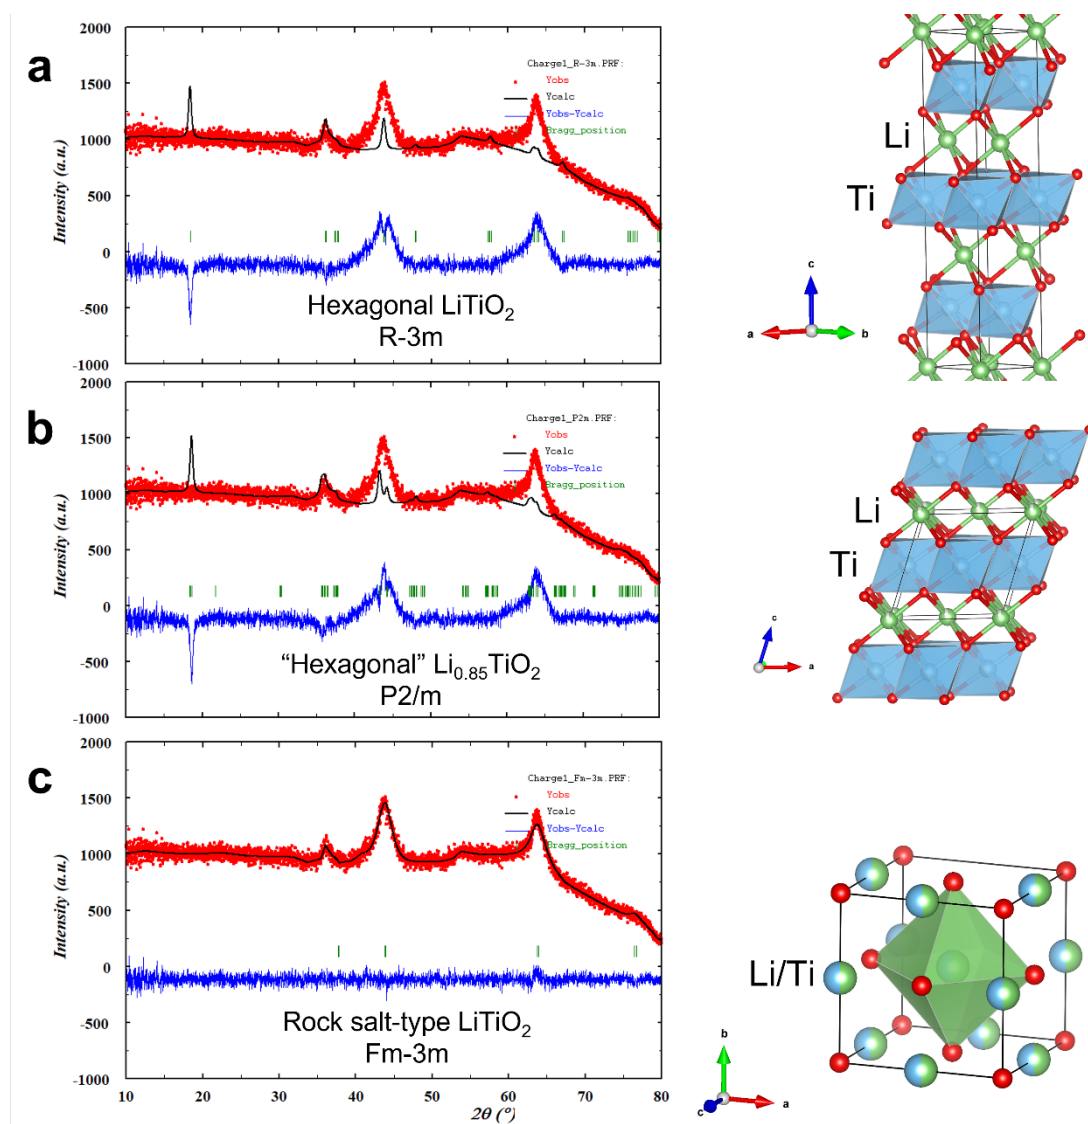 a
Intensity (a.u.)
2000
1500
1000
500
0
-500
-1000
Charge1_R-3m.PRF:
Yobs
Ycalc
Yobs-Ycalc
Bragg_position
Hexagonal LiTiO2
R-3m
Li
Ti
c
a
b
b
Intensity (a.u.)
2000
1500
1000
500
0
-500
-1000
Charge1_P2m.PRF:
Yobs
Ycalc
Yobs-Ycalc
Bragg_position
“Hexagonal” Li0.85TiO2
P2/m
Li
Ti
c
a
c
Intensity (a.u.)
2000
1500
1000
500
0
-500
-1000
Charge1_Fm-3m.PRF:
Yobs
Ycalc
Yobs-Ycalc
Bragg_position
Rock salt-type LiTiO2
Fm-3m
10 20 30 40 50 60 70 80
2θ (°)
Li/Ti
b
c
a